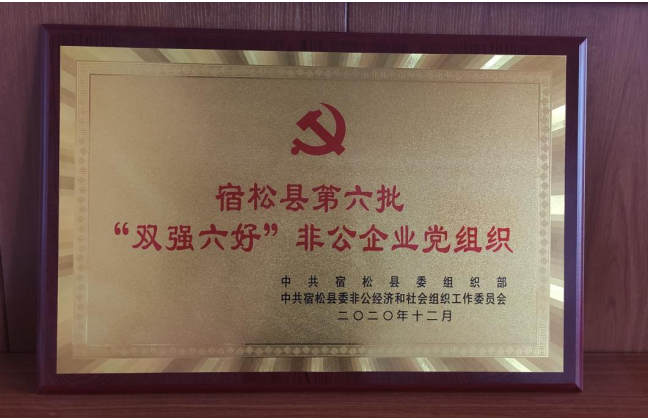 宿松县第六批
“双强六好”非公企业党组织
中共宿松县委组织部
中共宿松县委非公经济和社会组织工作委员会
二〇二〇年十二月